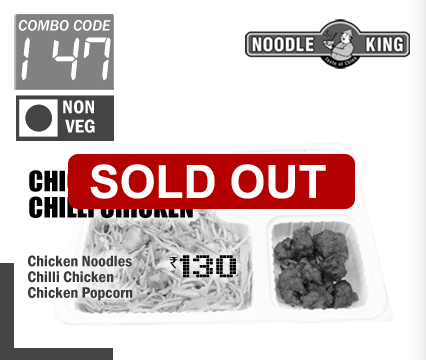 COMBO CODE
147
NOODLE KING
Taste of China
NON
VEG
SOLD OUT
CHILLI CHICKEN
Chicken Noodles
Chilli Chicken
Chicken Popcorn
₹130